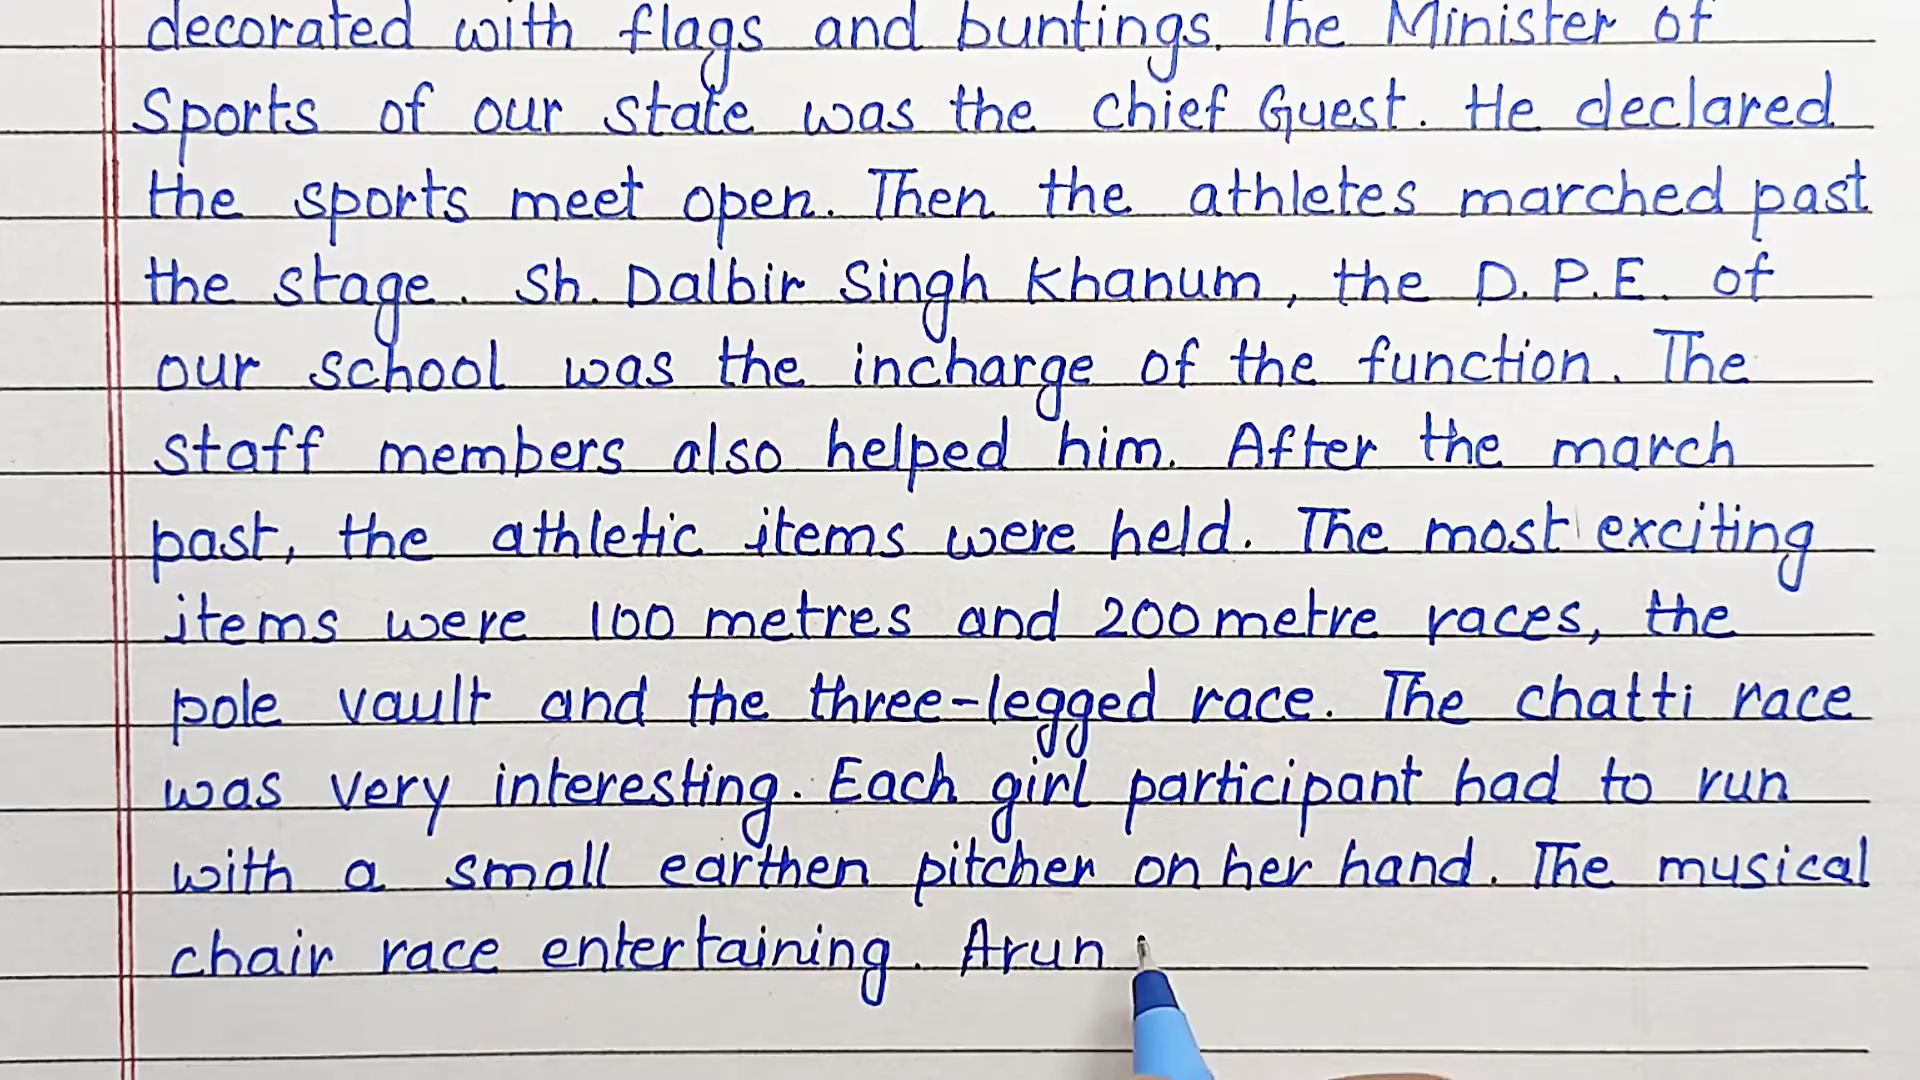 decorated with flags and buntings. The Minister of
Sports of our state was the chief Guest. He declared
the sports meet open. Then the athletes marched past
the stage. Sh. Dalbir Singh Khanum, the D.P.E. of
our school was the incharge of the function. The
staff members also helped him. After the march
past, the athletic items were held. The most exciting
items were 100 metres and 200 metre races, the
pole vault and the three-legged race. The chatti race
was very interesting. Each girl participant had to run
with a small earthen pitcher on her hand. The musical
chair race entertaining. Arun